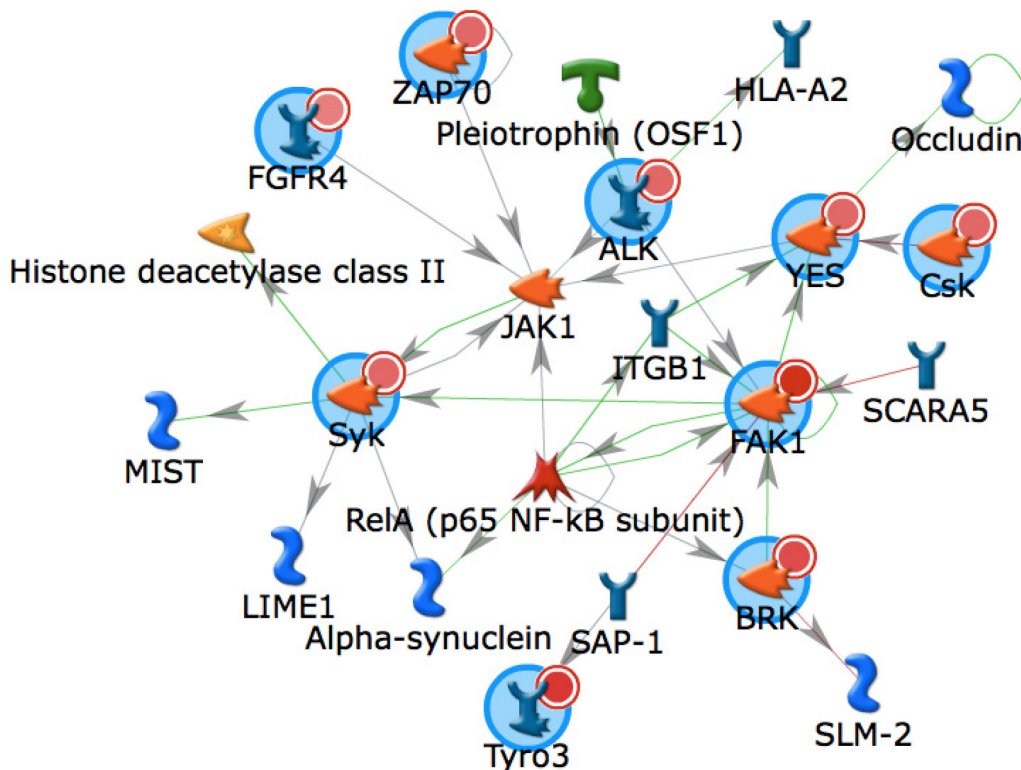 HLA-A2
ZAP70
Pleiotrophin (OSF1)
Occludin
FGFR4
ALK
Histone deacetylase class II
YES
Csk
JAK1
ITGB1
SCARA5
Syk
FAK1
MIST
RelA (p65 NF-kB subunit)
LIME1
Alpha-synuclein
SAP-1
BRK
SLM-2
Tyro3